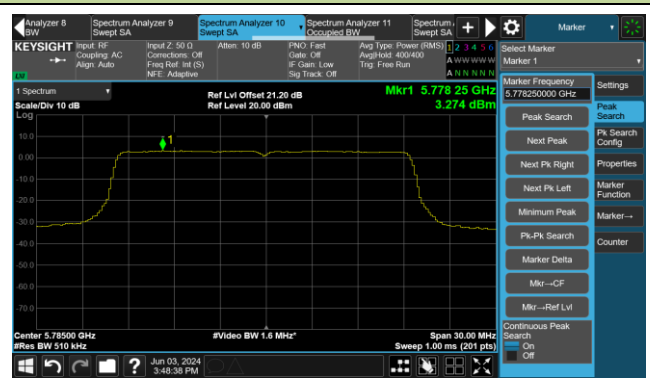 Analyzer 8
BW
Spectrum Analyzer 9
Swept SA
Spectrum Analyzer 10
Swept SA
Spectrum Analyzer 11
Occupied BW
Spectrum
Swept SA
Marker
KEYSIGHT
Input: RF
Coupling: AC
Align: Auto
Input Z: 50 Ω
Corrections: Off
Freq Ref: Int (S)
NFE: Adaptive
Atten: 10 dB
PNO: Fast
Gate: Off
IF Gain: Low
Sig Track: Off
Avg Type: Power (RMS)
Avg|Hold: 400/400
Trig: Free Run
1 2 3 4 5 6
A W W W W W
A N N N N N
Select Marker
Marker 1
1 Spectrum
Scale/Div 10 dB
Log
Ref Lvl Offset 21.20 dB
Ref Level 20.00 dBm
Mkr1 5.778 25 GHz
3.274 dBm
1
10.0
0.00
-10.0
-20.0
-30.0
-40.0
-50.0
-60.0
-70.0
Center 5.78500 GHz
#Res BW 510 kHz
#Video BW 1.6 MHz*
Span 30.00 MHz
Sweep 1.00 ms (201 pts)
Marker Frequency
5.778250000 GHz
Peak Search
Next Peak
Next Pk Right
Next Pk Left
Minimum Peak
Pk-Pk Search
Marker Delta
Mkr→CF
Mkr→Ref Lvl
Continuous Peak
Search
On
Off
Settings
Peak
Search
Pk Search
Config
Properties
Marker
Function
Marker→
Counter
Jun 03, 2024
3:48:38 PM